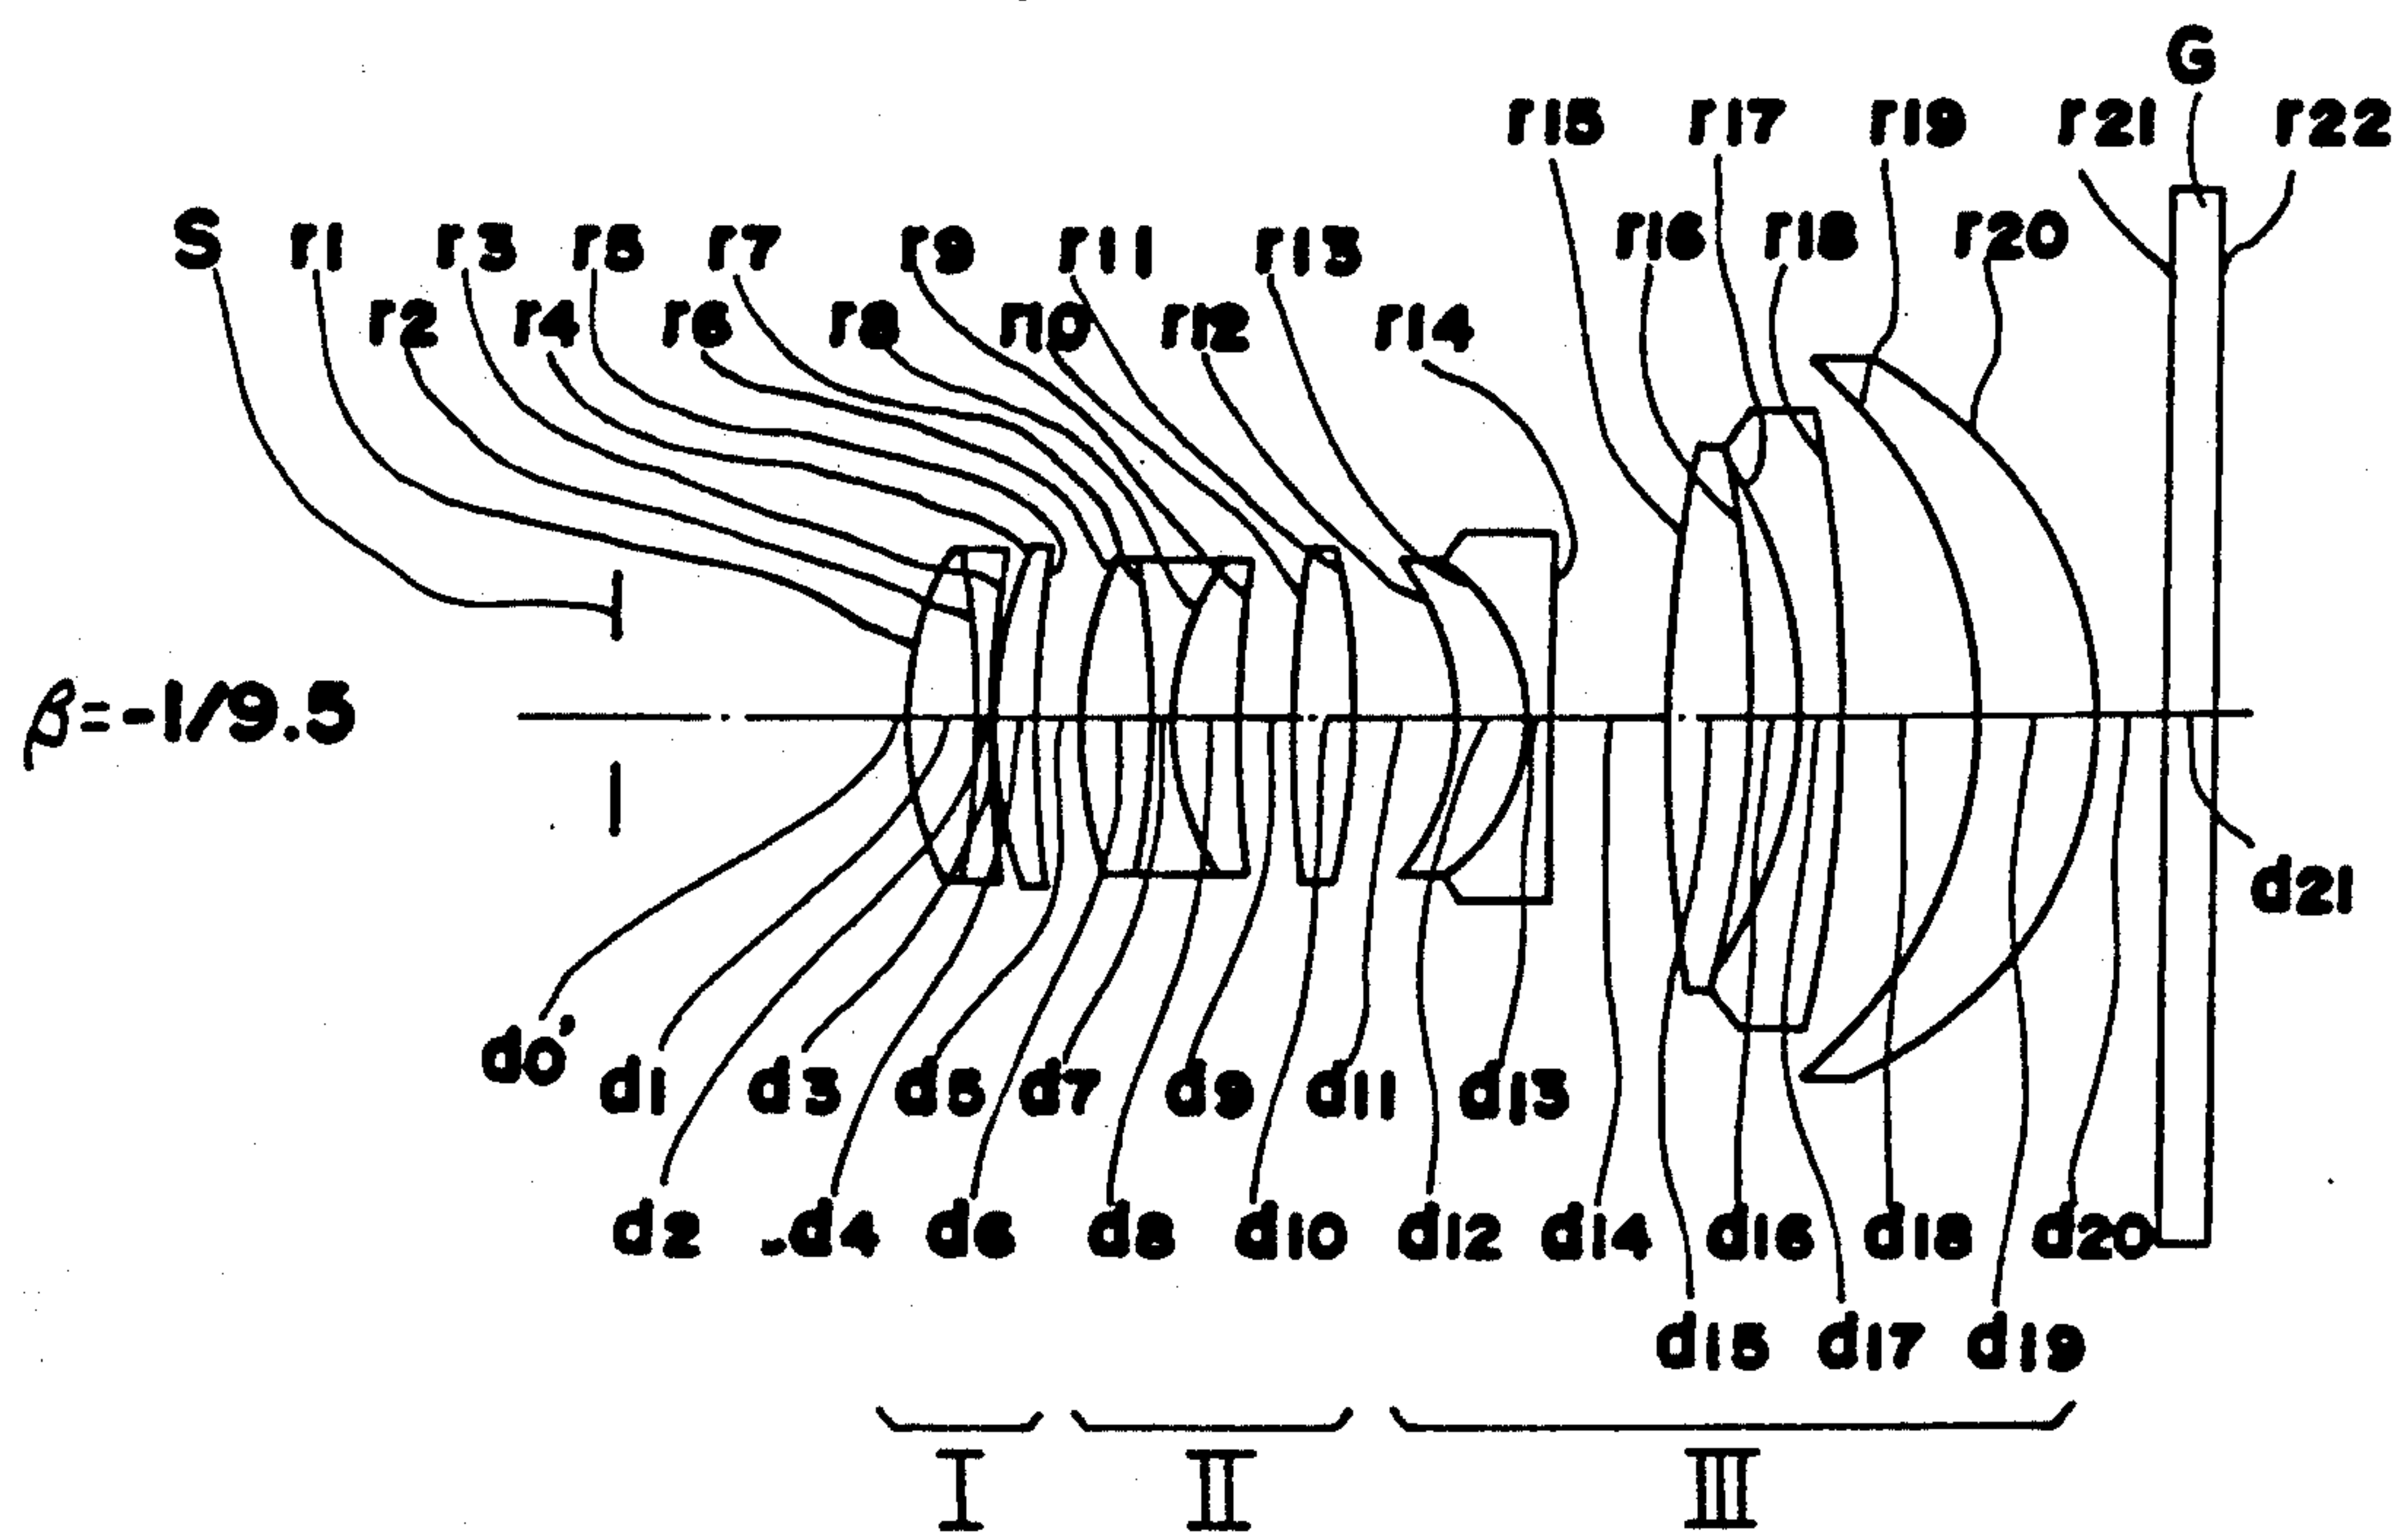 G
r15 r17 r19 r21 r22
S r1 r3 r5 r7 r9 r11 r13 r16 r18 r20
r2 r4 r6 r8 r10 r12 r14
β=-1/9.5
d21
do'
d1 d3 d5 d7 d9 d11 d13
d2 d4 d6 d8 d10 d12 d14 d16 d18 d20
d15 d17 d19
I II III